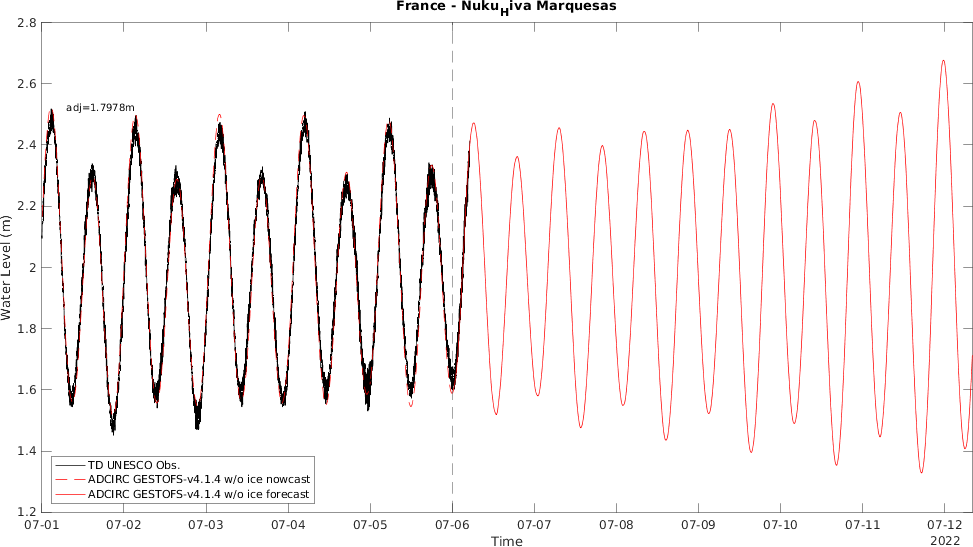 France - Nuku_Hiva Marquesas
2.8
2.6
adj=1.7978m
2.4
2.2
2
1.8
1.6
1.4
1.2
Water Level (m)
TD UNESCO Obs.
ADCIRC GESTOFS-v4.1.4 w/o ice nowcast
ADCIRC GESTOFS-v4.1.4 w/o ice forecast
07-01 07-02 07-03 07-04 07-05 07-06 07-07 07-08 07-09 07-10 07-11 07-12
Time 2022